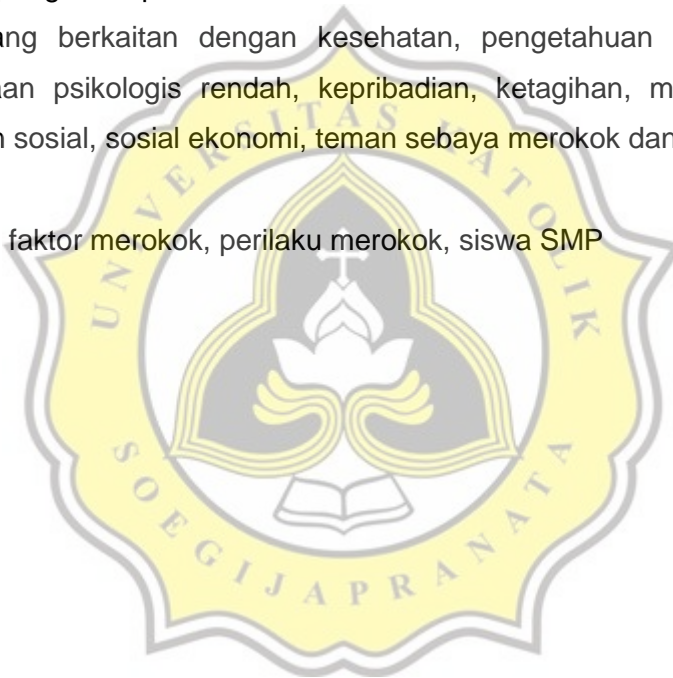 ang berkaitan dengan kesehatan, pengetahuan
aan psikologis rendah, kepribadian, ketagihan, m
n sosial, sosial ekonomi, teman sebaya merokok dan
faktor merokok, perilaku merokok, siswa SMP
UNIVERSITAS KATOLIK
SOEGIJAPRANATA